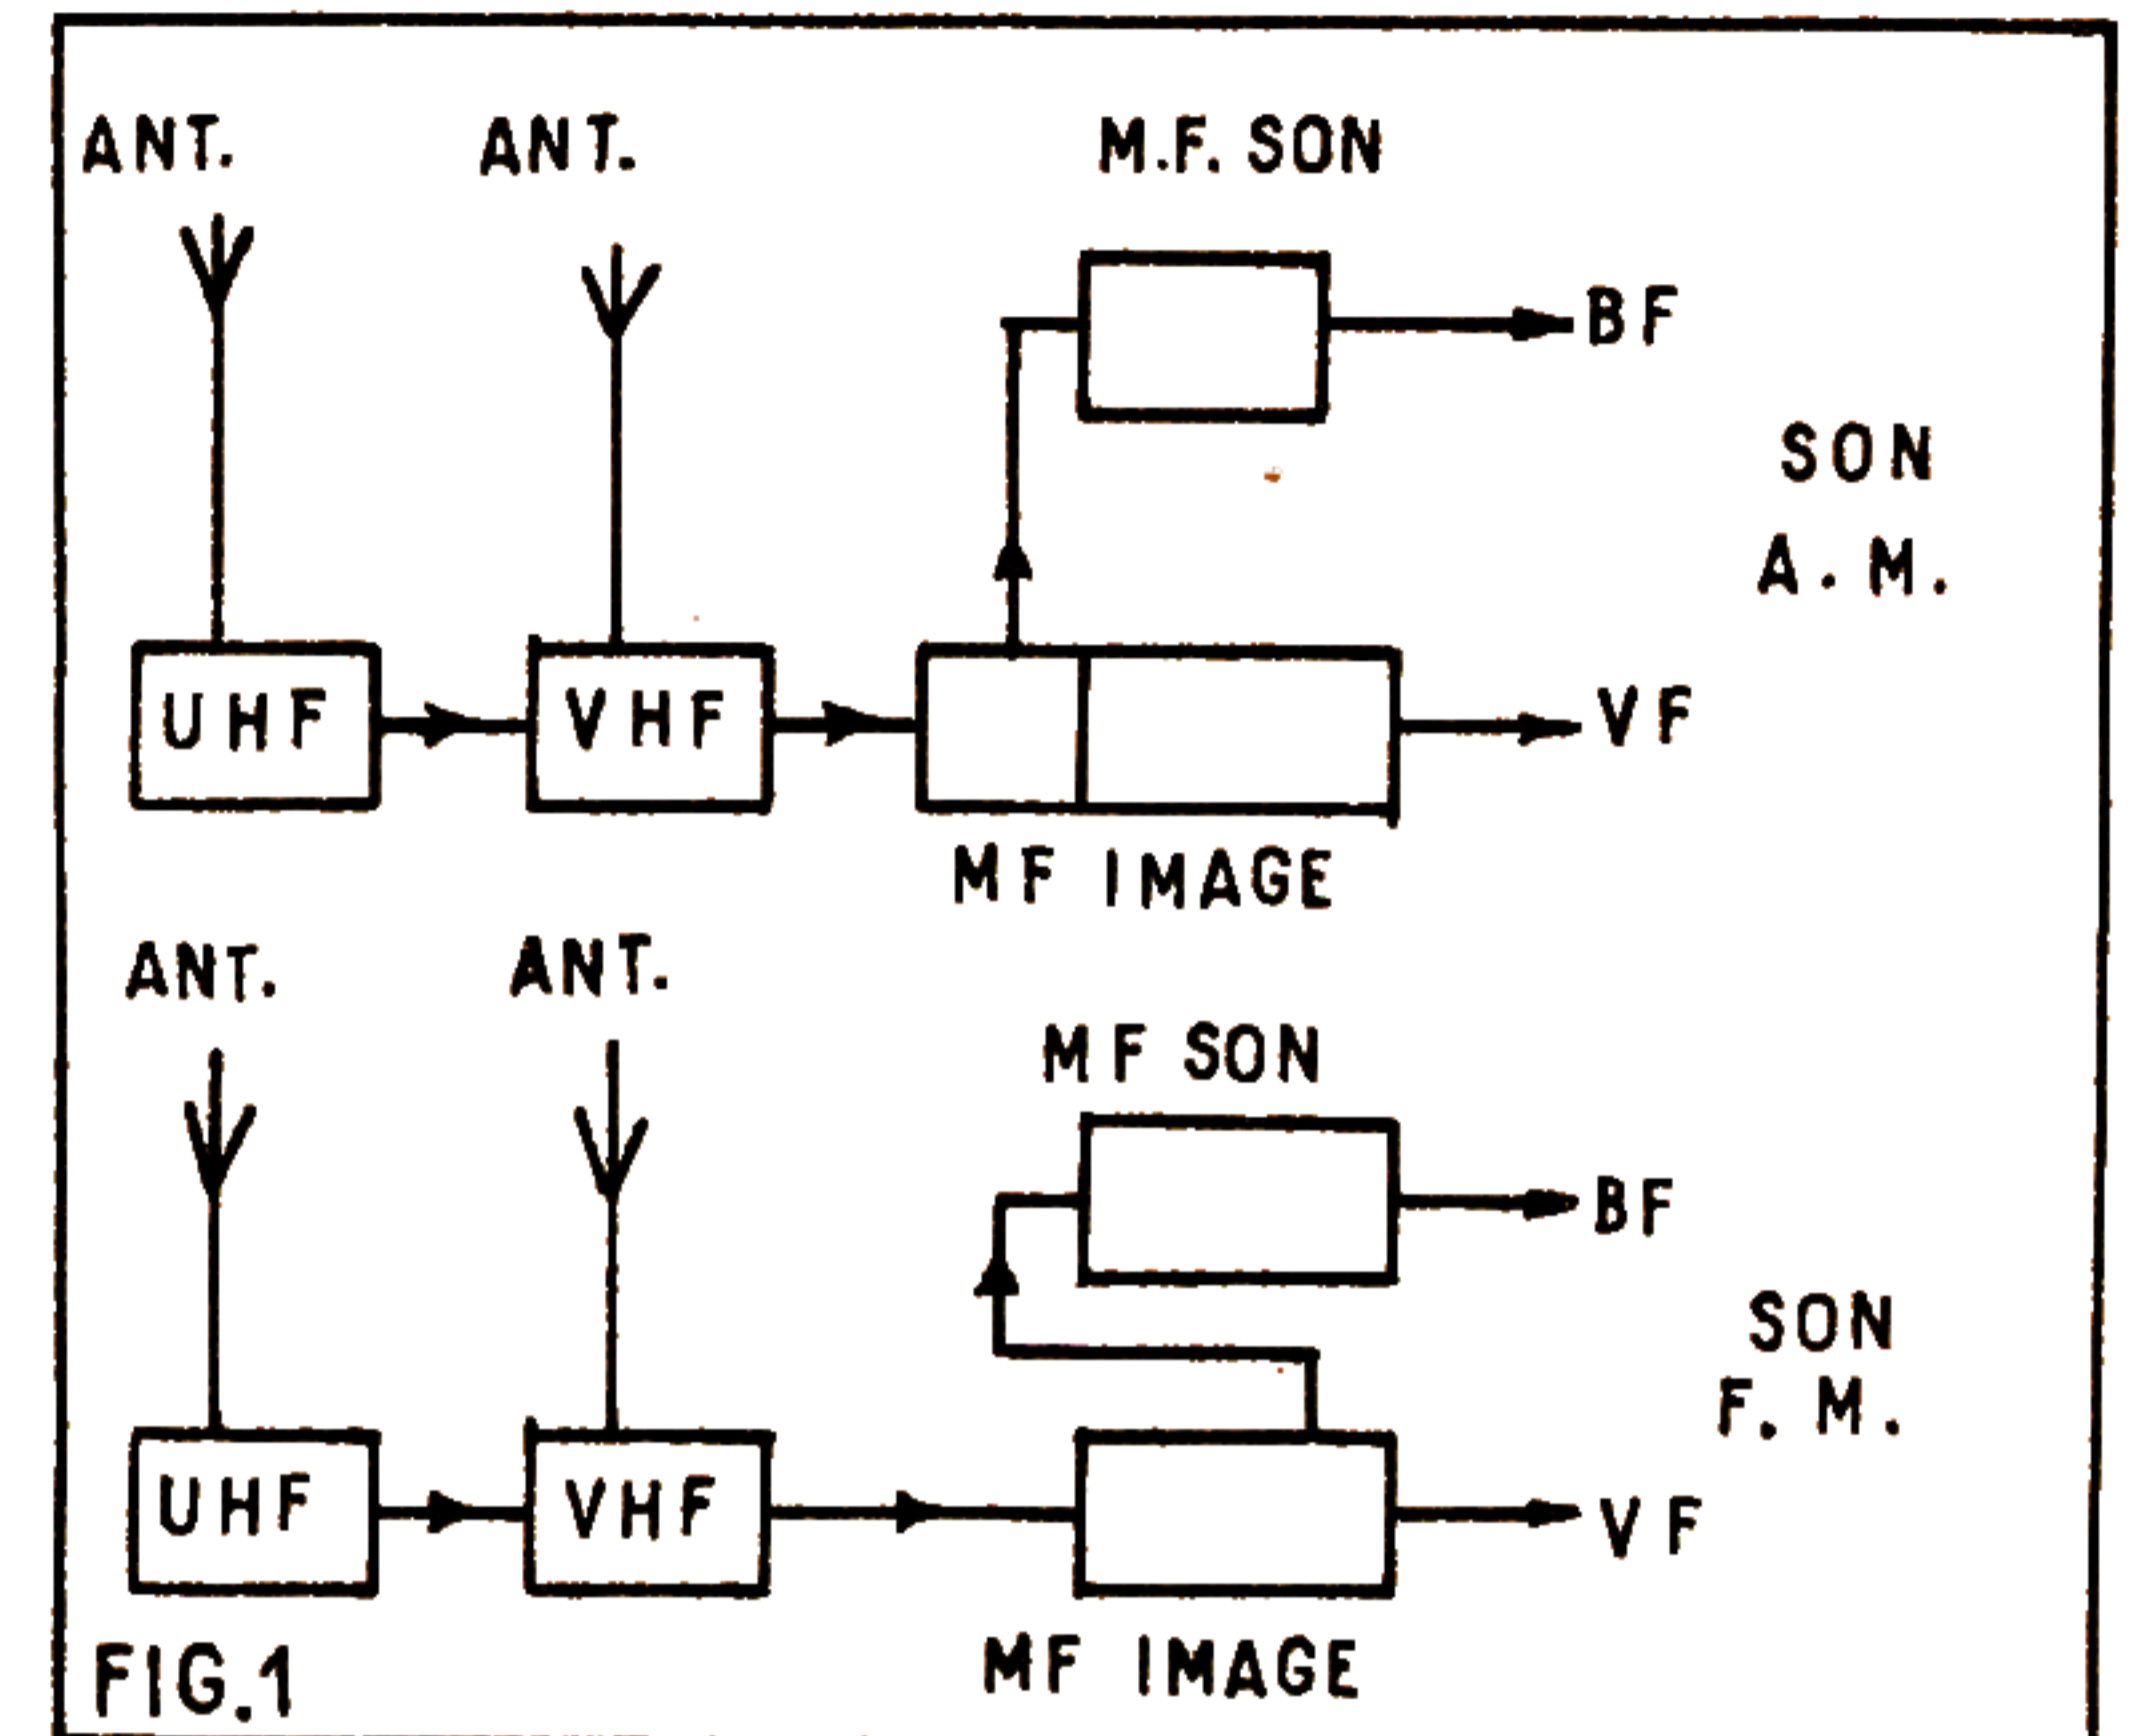 ANT. ANT. M.F. SON
BF
SON
A.M.
UHF VHF VF
MF IMAGE
ANT. ANT.
MF SON
BF
SON
F.M.
UHF VHF VF
MF IMAGE
FIG.1